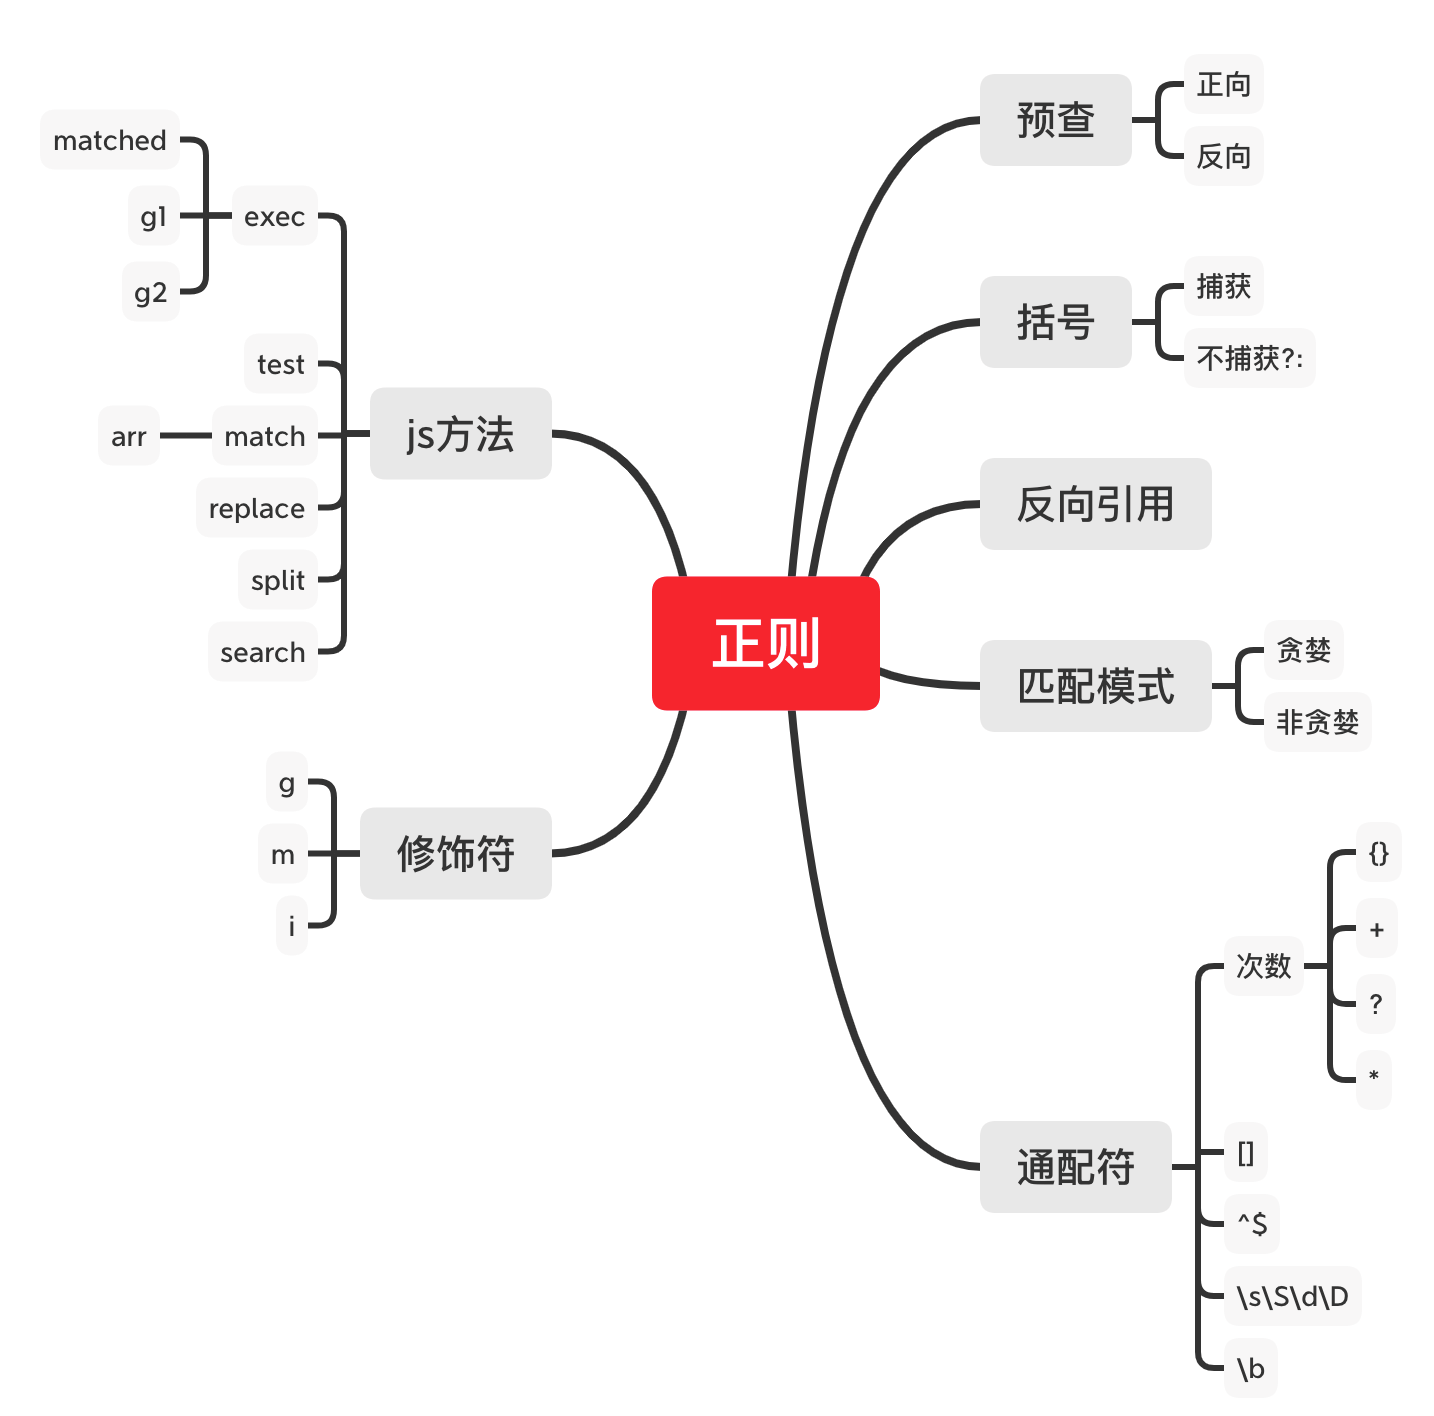 正则
预查
正向
反向
括号
捕获
不捕获?:
反向引用
匹配模式
贪婪
非贪婪
通配符
次数
{}
+
?
*
[]
^$
\s\S\d\D
\b
js方法
exec
matched
g1
g2
test
match
arr
replace
split
search
修饰符
g
m
i